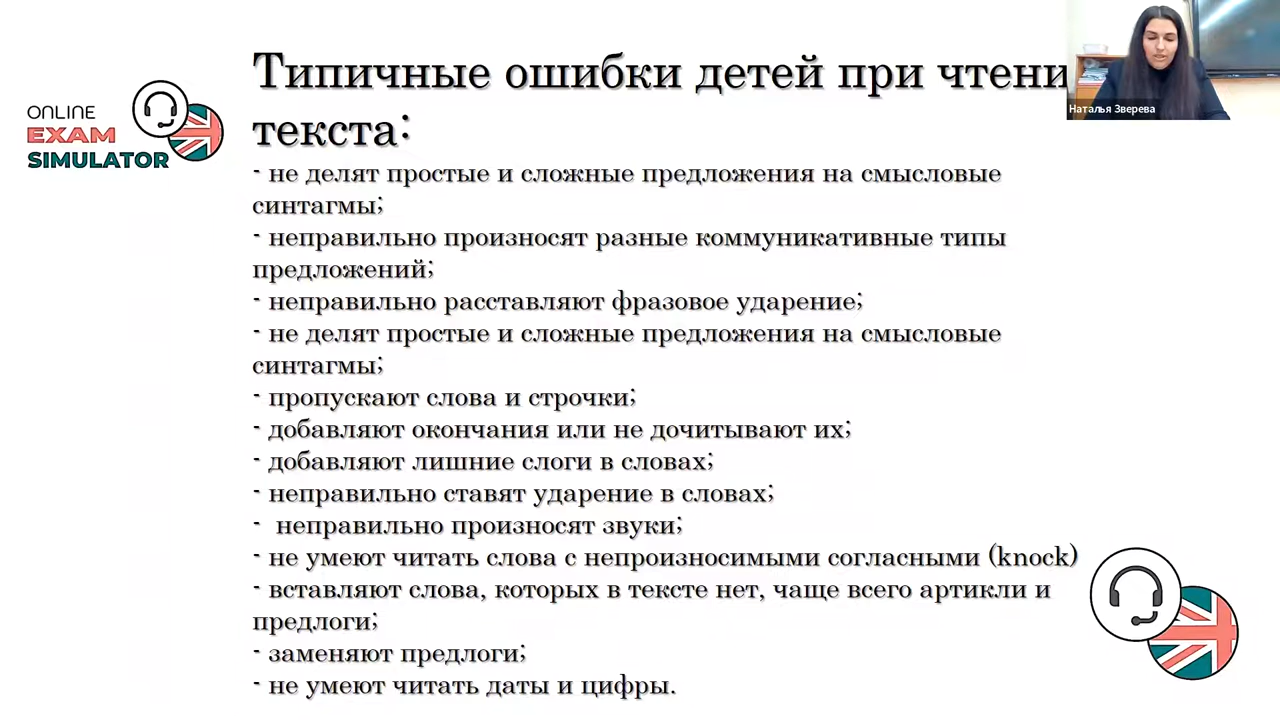 Типичные ошибки детей при чтени
текста:
ONLINE
EXAM
SIMULATOR
Наталья Зверева
- не делят простые и сложные предложения на смысловые
синтагмы;
- неправильно произносят разные коммуникативные типы
предложений;
- неправильно расставляют фразовое ударение;
- не делят простые и сложные предложения на смысловые
синтагмы;
- пропускают слова и строчки;
- добавляют окончания или не дочитывают их;
- добавляют лишние слоги в словах;
- неправильно ставят ударение в словах;
- неправильно произносят звуки;
- не умеют читать слова с непроизносимыми согласными (knock)
- вставляют слова, которых в тексте нет, чаще всего артикли и
предлоги;
- заменяют предлоги;
- не умеют читать даты и цифры.